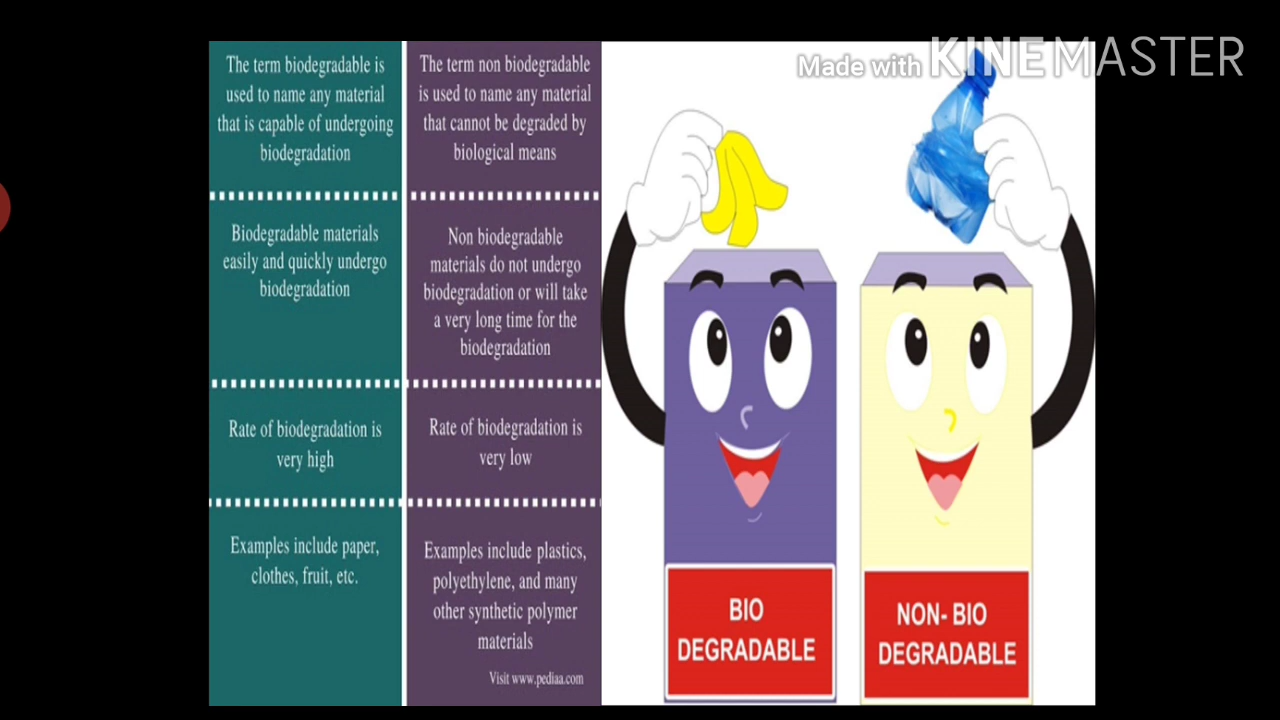 Made with KINEMASTER
The term biodegradable is
used to name any material
that is capable of undergoing
biodegradation
The term non biodegradable
is used to name any material
that cannot be degraded by
biological means
Biodegradable materials
easily and quickly undergo
biodegradation
Non biodegradable
materials do not undergo
biodegradation or will take
a very long time for the
biodegradation
Rate of biodegradation is
very high
Rate of biodegradation is
very low
Examples include paper,
clothes, fruit, etc.
Examples include plastics,
polyethylene, and many
other synthetic polymer
materials
Visit www.pediaa.com
BIO
DEGRADABLE
NON- BIO
DEGRADABLE